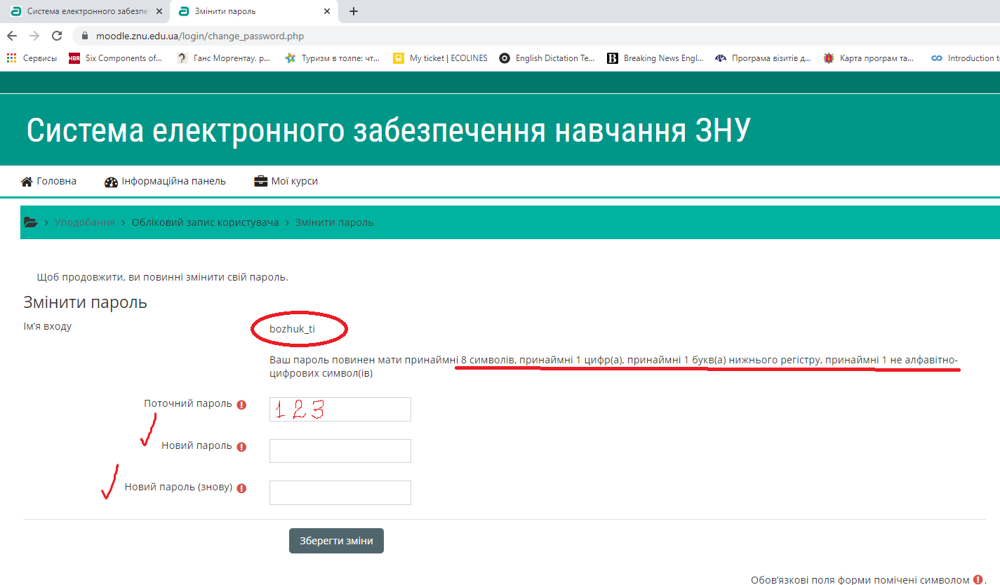 Система електронного забезпе
Змінити пароль
moodle.znu.edu.ua/login/change_password.php
Сервисы HBR Six Components of... Ганс Моргентау. р... Туризм в толпе: чт... My ticket | ECOLINES English Dictation Te... B Breaking News Engl... Програма візитів д... Карта програм та... Introduction to
Система електронного забезпечення навчання ЗНУ
Головна Інформаційна панель Мої курси
> Уподобання > Обліковий запис користувача > Змінити пароль
Щоб продовжити, ви повинні змінити свій пароль.
Змінити пароль
Ім'я входу bozhuk_ti
Ваш пароль повинен мати принаймні 8 символів, принаймні 1 цифр(а), принаймні 1 букв(а) нижнього регістру, принаймні 1 не алфавітно-
цифрових символ(ів)
Поточний пароль 123
Новий пароль
Новий пароль (знову)
Зберегти зміни
Обов'язкові поля форми помічені символом .